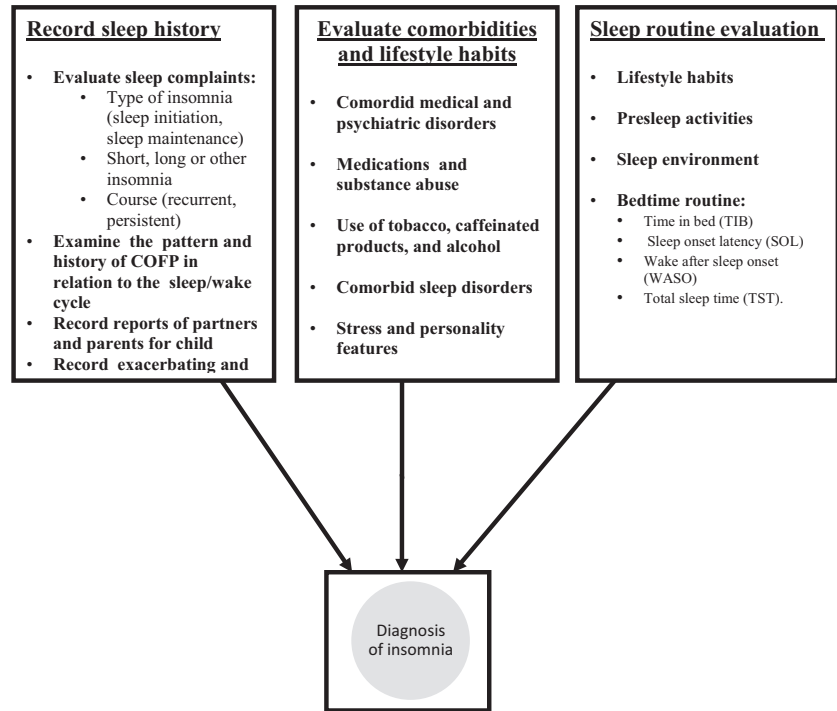 Record sleep history
• Evaluate sleep complaints:
• Type of insomnia
(sleep initiation,
sleep maintenance)
• Short, long or other
insomnia
• Course (recurrent,
persistent)
• Examine the pattern and
history of COFP in
relation to the sleep/wake
cycle
• Record reports of partners
and parents for child
• Record exacerbating and
Evaluate comorbidities
and lifestyle habits
• Comordid medical and
psychiatric disorders
• Medications and
substance abuse
• Use of tobacco, caffeinated
products, and alcohol
• Comorbid sleep disorders
• Stress and personality
features
Sleep routine evaluation
• Lifestyle habits
• Presleep activities
• Sleep environment
• Bedtime routine:
• Time in bed (TIB)
• Sleep onset latency (SOL)
• Wake after sleep onset
(WASO)
• Total sleep time (TST).
Diagnosis
of insomnia